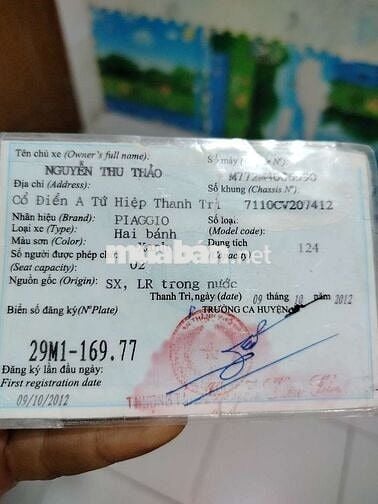 Tên chủ xe (Owner's full name):
NGUYỄN THU THẢO
Số máy
Địa chỉ (Address):
Số khung (Chassis N°)
Cổ Điển A Tứ Hiệp Thanh Trì
7110CV207412
Nhãn hiệu (Brand): PIAGGIO
Số loại
Loại xe (Type): Hai bánh
(Model code):
Màu sơn (Color):
Dung tích
124
Số người được phép c
02
(Seat capacity):
(Capacity)
muaban.net
Nguồn gốc (Origin): SX, LR trong nước
Thanh Trì, ngày (date) 09 th 10 năm 2012
Biển số đăng ký (N°Plate)
TRƯỞNG CA HUYỆN
29M1-169.77
Đăng ký lần đầu ngày:
First registration date
09/10/2012